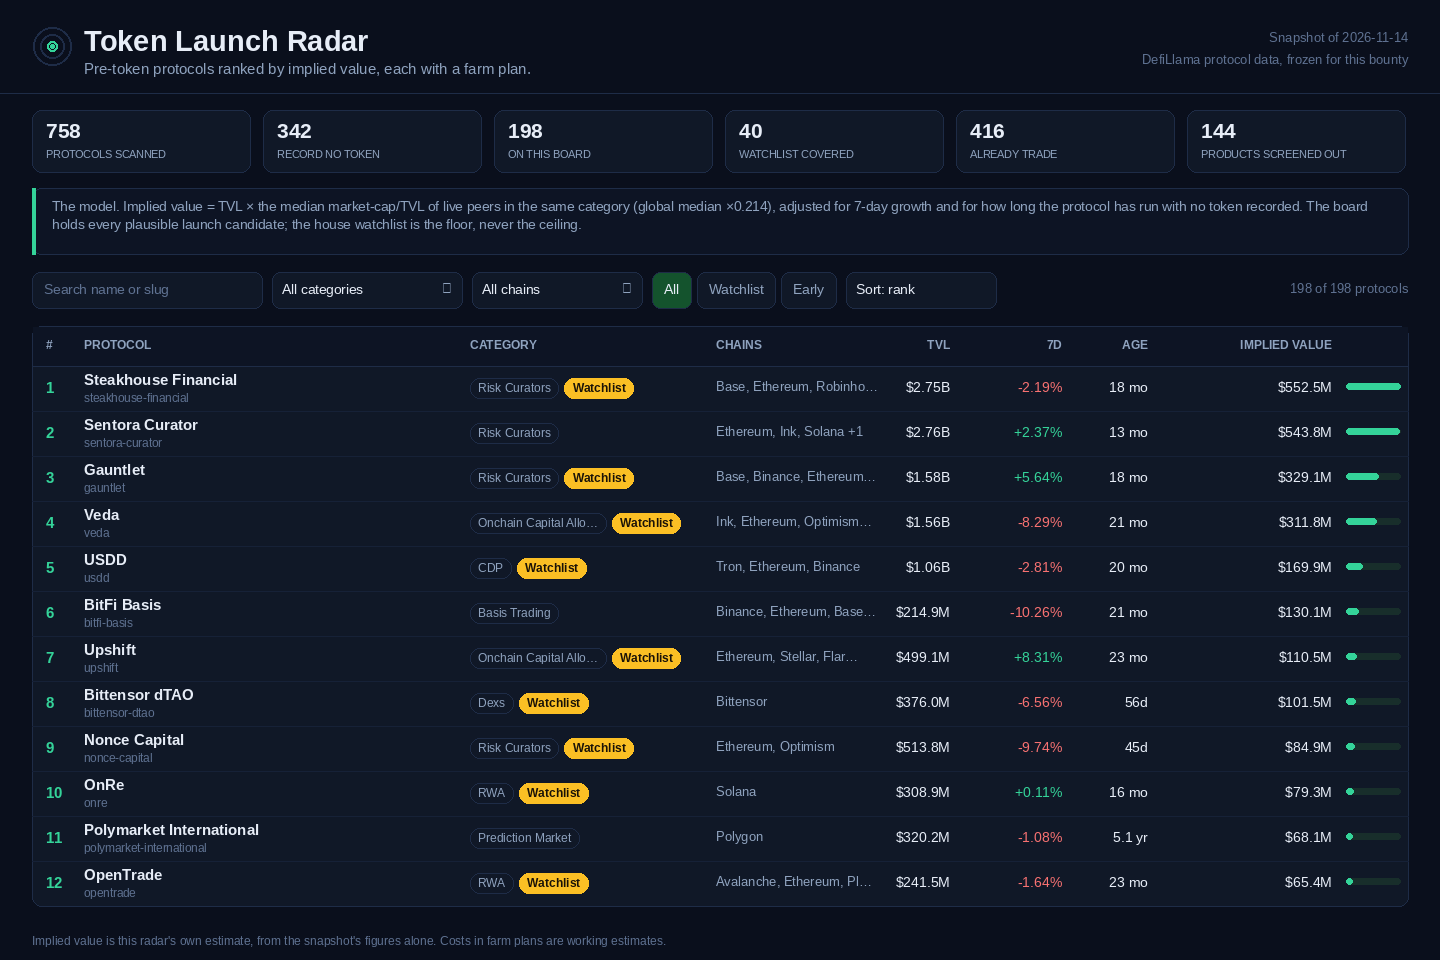 Token Launch Radar
Pre-token protocols ranked by implied value, each with a farm plan.
Snapshot of 2026-11-14
DefiLlama protocol data, frozen for this bounty
758
PROTOCOLS SCANNED
342
RECORD NO TOKEN
198
ON THIS BOARD
40
WATCHLIST COVERED
416
ALREADY TRADE
144
PRODUCTS SCREENED OUT
The model. Implied value = TVL × the median market-cap/TVL of live peers in the same category (global median ×0.214), adjusted for 7-day growth and for how long the protocol has run with no token recorded. The board
holds every plausible launch candidate; the house watchlist is the floor, never the ceiling.
Search name or slug All categories All chains All Watchlist Early Sort: rank 198 of 198 protocols
# PROTOCOL CATEGORY CHAINS TVL 7D AGE IMPLIED VALUE
1 Steakhouse Financial Risk Curators Watchlist Base, Ethereum, Robinho… $2.75B -2.19% 18 mo $552.5M
steakhouse-financial
2 Sentora Curator Risk Curators Ethereum, Ink, Solana +1 $2.76B +2.37% 13 mo $543.8M
sentora-curator
3 Gauntlet Risk Curators Watchlist Base, Binance, Ethereum… $1.58B +5.64% 18 mo $329.1M
gauntlet
4 Veda Onchain Capital Allo… Watchlist Ink, Ethereum, Optimism… $1.56B -8.29% 21 mo $311.8M
veda
5 USDD CDP Watchlist Tron, Ethereum, Binance $1.06B -2.81% 20 mo $169.9M
usdd
6 BitFi Basis Basis Trading Binance, Ethereum, Base… $214.9M -10.26% 21 mo $130.1M
bitfi-basis
7 Upshift Onchain Capital Allo… Watchlist Ethereum, Stellar, Flar… $499.1M +8.31% 23 mo $110.5M
upshift
8 Bittensor dTAO Dexs Watchlist Bittensor $376.0M -6.56% 56d $101.5M
bittensor-dtao
9 Nonce Capital Risk Curators Watchlist Ethereum, Optimism $513.8M -9.74% 45d $84.9M
nonce-capital
10 OnRe RWA Watchlist Solana $308.9M +0.11% 16 mo $79.3M
onre
11 Polymarket International Prediction Market Polygon $320.2M -1.08% 5.1 yr $68.1M
polymarket-international
12 OpenTrade RWA Watchlist Avalanche, Ethereum, Pl… $241.5M -1.64% 23 mo $65.4M
opentrade
Implied value is this radar's own estimate, from the snapshot's figures alone. Costs in farm plans are working estimates.